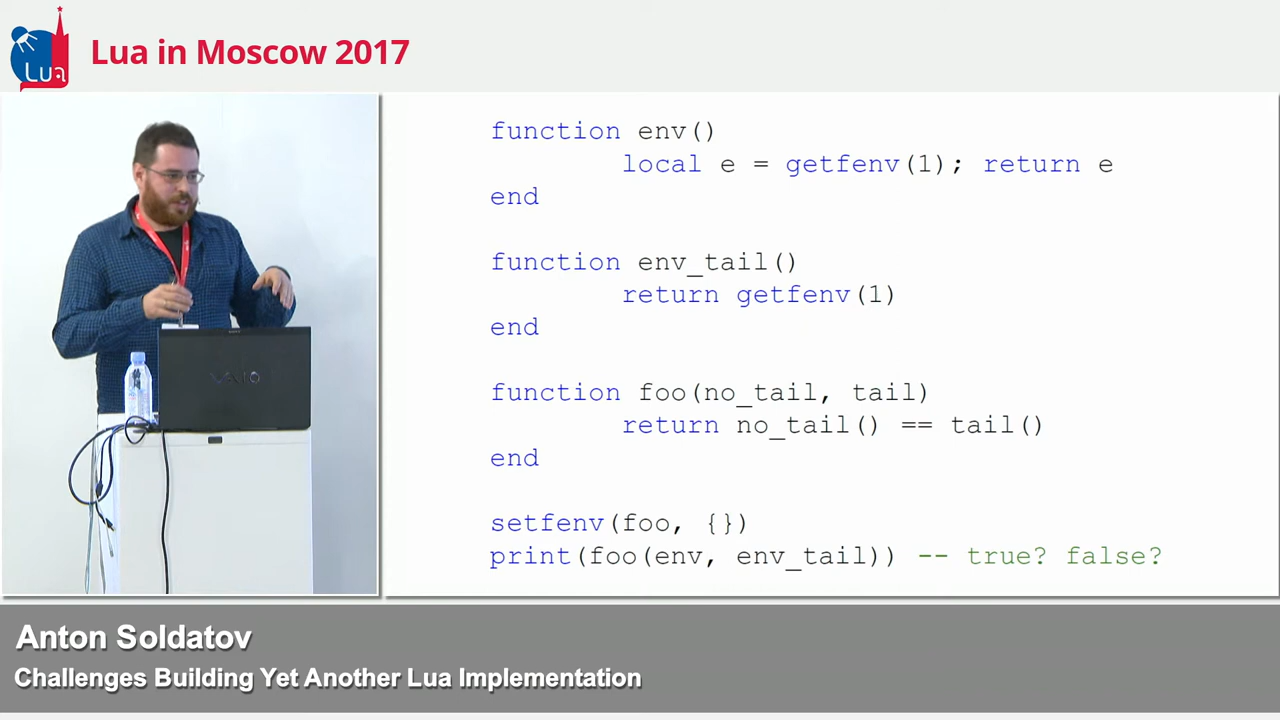 Lua
Lua in Moscow 2017
function env()
local e = getfenv(1); return e
end
function env_tail()
return getfenv(1)
end
function foo(no_tail, tail)
return no_tail() == tail()
end
setfenv(foo, {})
print(foo(env, env_tail)) -- true? false?
VAIO
Anton Soldatov
Challenges Building Yet Another Lua Implementation